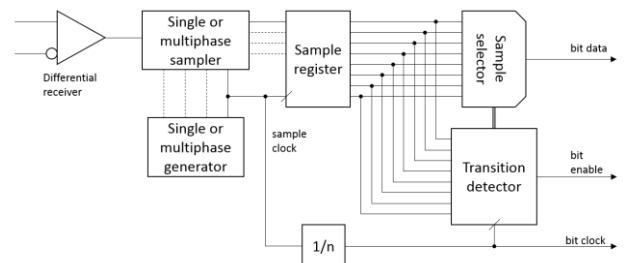 Differential
receiver
Single or
multiphase
sampler
Single or
multiphase
generator
Sample
register
sample
clock
Sample
selector
Transition
detector
1/n
bit data
bit
enable
bit clock